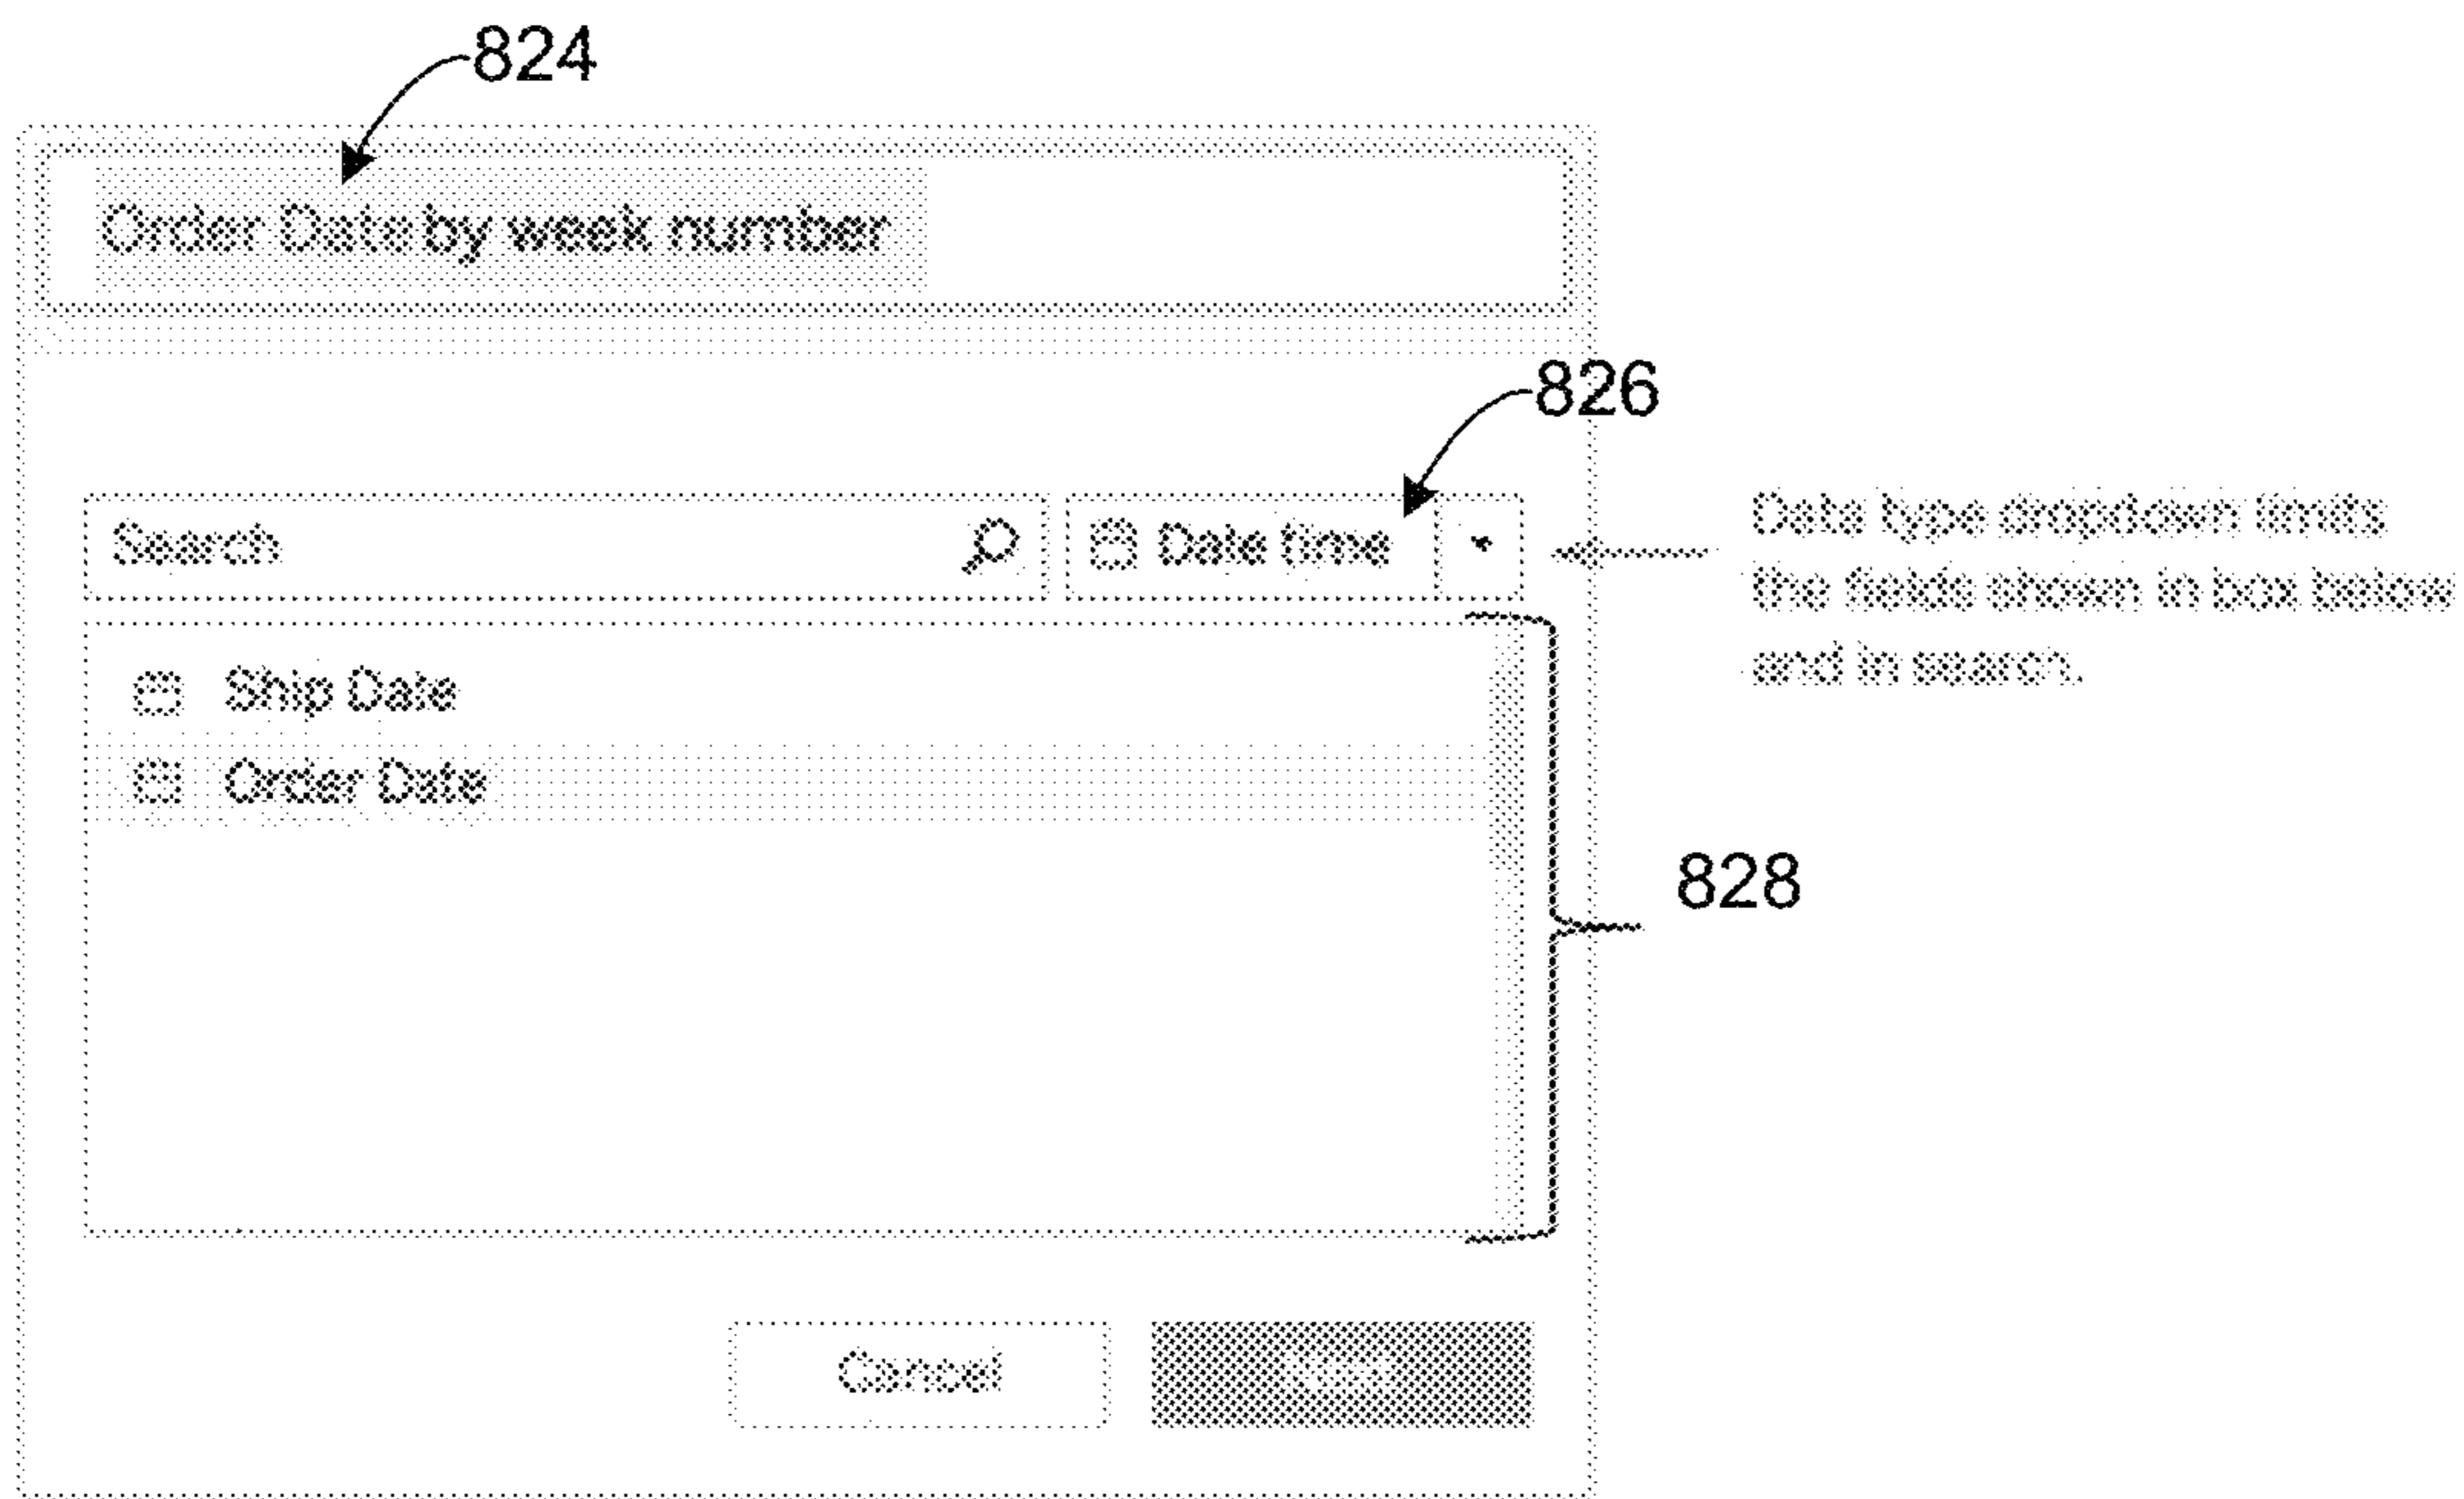 824
Order Date by week number
826
Search
Date time
Data type dropdown limits
the fields shown in box below
and in search.
Ship Date
Order Date
828
Cancel